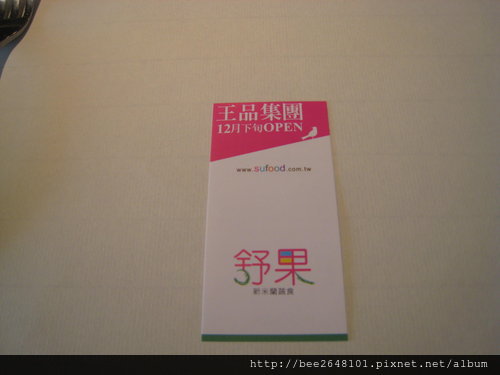 王品集團
12月下旬OPEN
www.sufood.com.tw
舒果
新米蘭蔬食
http://bee2648101.pixnet.net/album